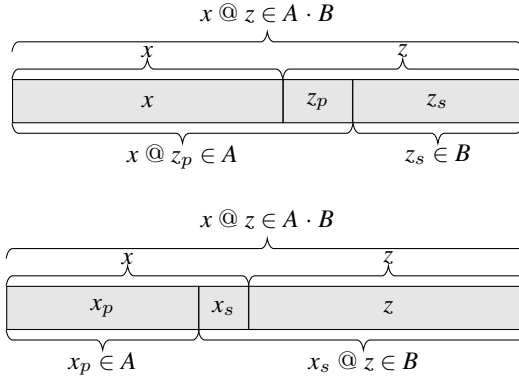 x @ z ∈ A · B
x z
x z_p z_s
x @ z_p ∈ A z_s ∈ B
x @ z ∈ A · B
x z
x_p x_s z
x_p ∈ A x_s @ z ∈ B